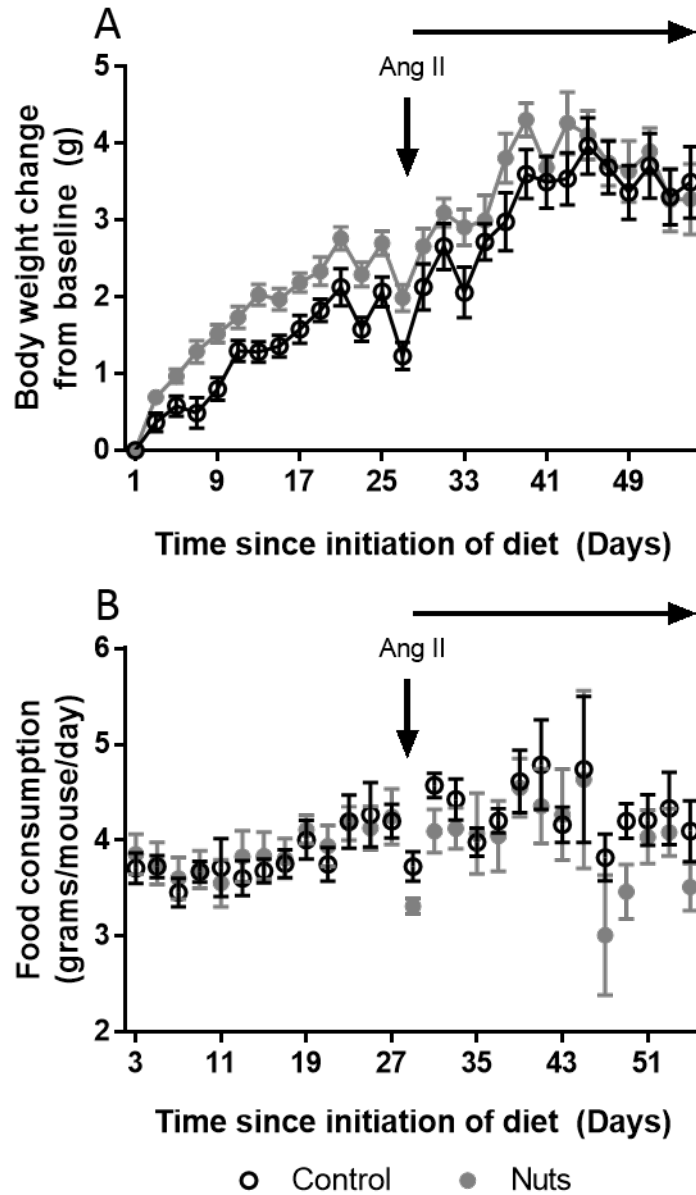 A
Ang II
5
4
3
2
1
0
Body weight change
from baseline (g)
1 9 17 25 33 41 49
Time since initiation of diet (Days)
B
Ang II
6
5
4
3
2
Food consumption
(grams/mouse/day)
3 11 19 27 35 43 51
Time since initiation of diet (Days)
Control Nuts